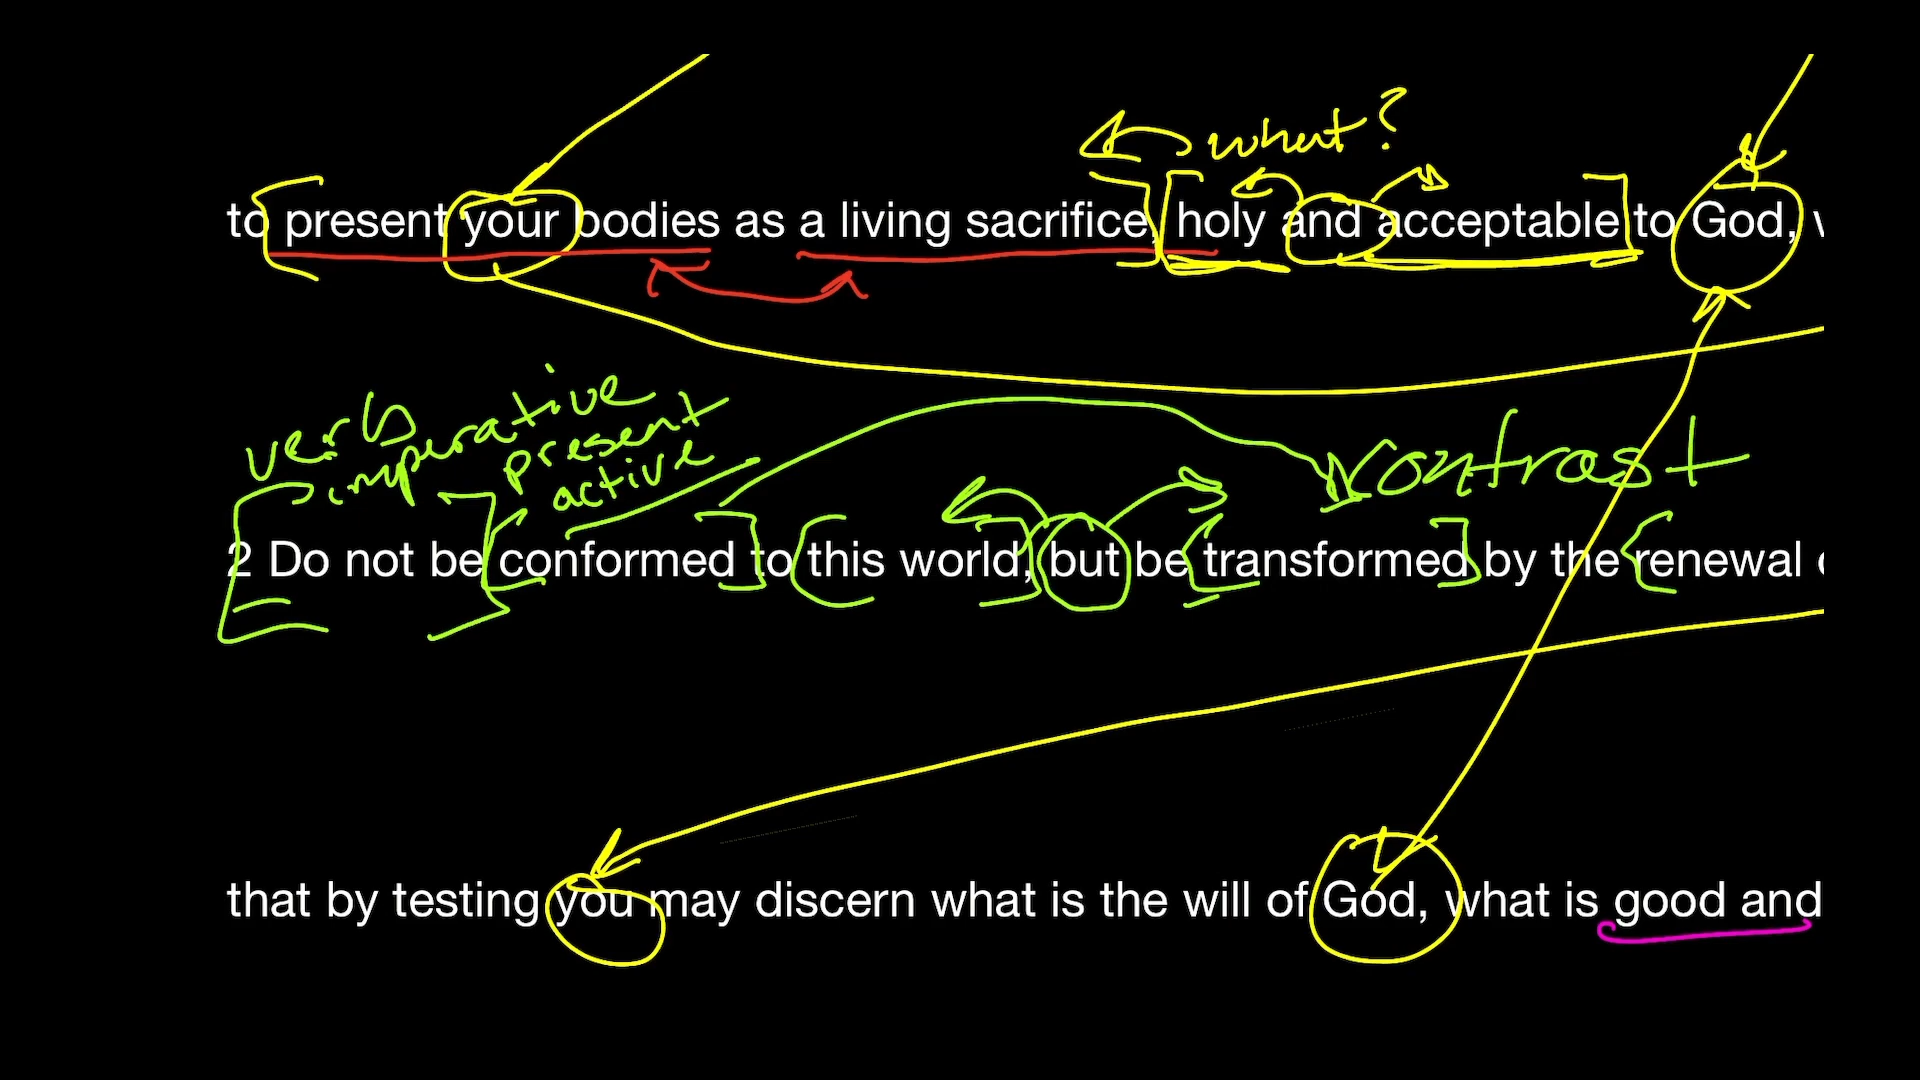 what?
to present your bodies as a living sacrifice, holy and acceptable to God,
verb
imperative
present
active
contrast
2 Do not be conformed to this world, but be transformed by the renewal
that by testing you may discern what is the will of God, what is good and